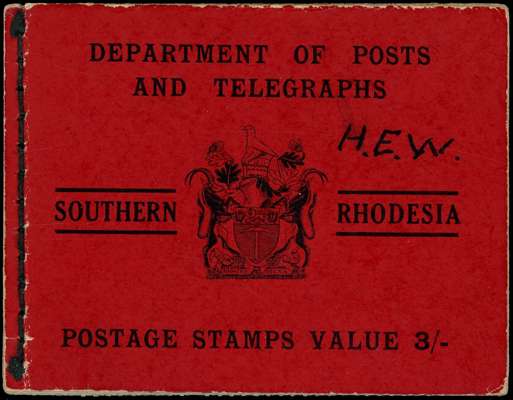 DEPARTMENT OF POSTS
AND TELEGRAPHS
H.E.W.
SOUTHERN RHODESIA
POSTAGE STAMPS VALUE 3/-